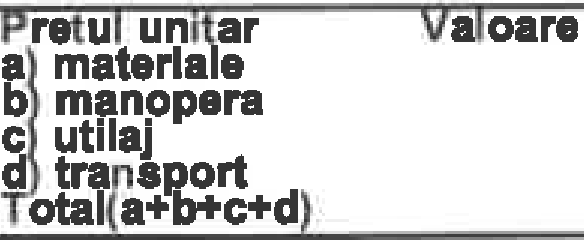 Pretul unitar Valoare
a) materiale
b) manopera
c) utilaj
d) transport
Total(a+b+c+d)